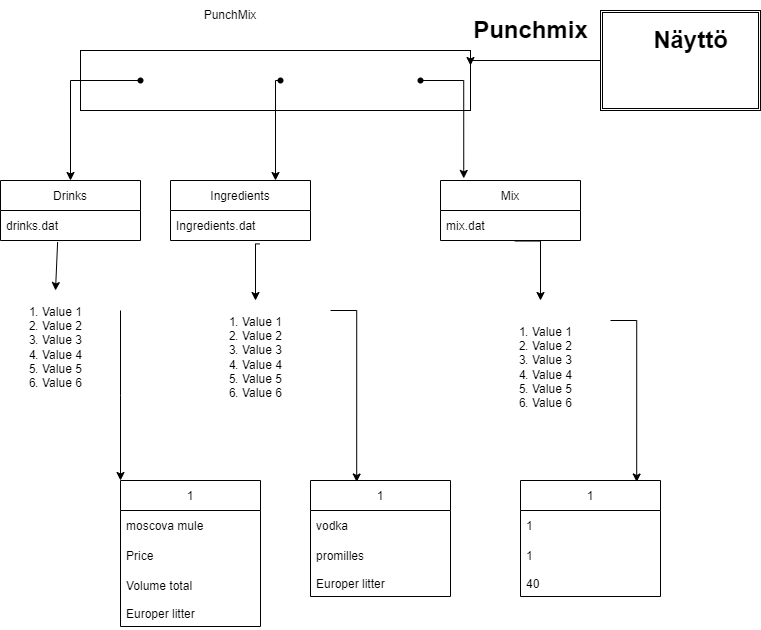 PunchMix
Punchmix
Näyttö
Drinks
drinks.dat
Ingredients
Ingredients.dat
Mix
mix.dat
1. Value 1
2. Value 2
3. Value 3
4. Value 4
5. Value 5
6. Value 6
1. Value 1
2. Value 2
3. Value 3
4. Value 4
5. Value 5
6. Value 6
1. Value 1
2. Value 2
3. Value 3
4. Value 4
5. Value 5
6. Value 6
1
moscova mule
Price
Volume total
Europer litter
1
vodka
promilles
Europer litter
1
1
1
40